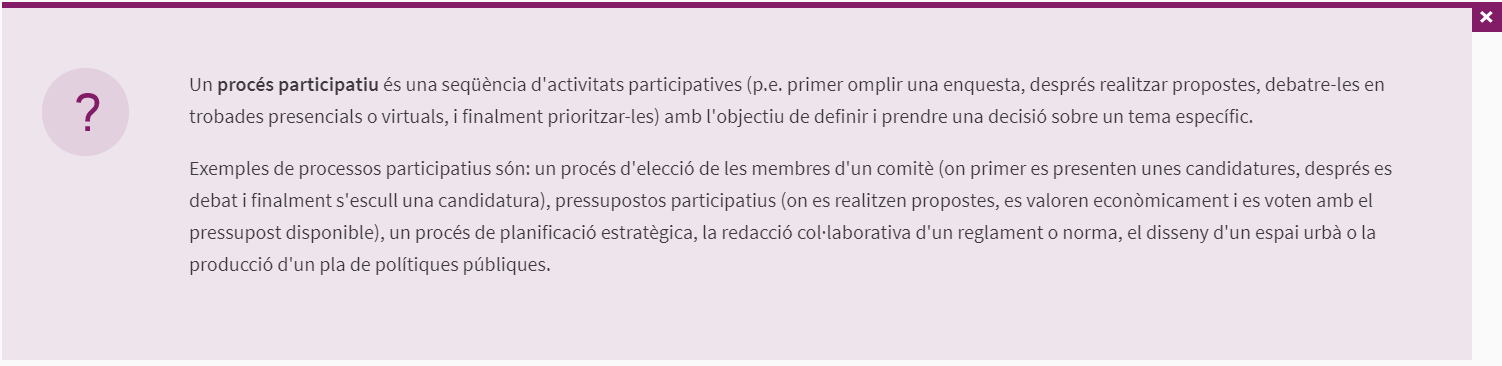 Un procés participatiu és una seqüència d'activitats participatives (p.e. primer omplir una enquesta, després realitzar propostes, debatre-les en
trobades presencials o virtuals, i finalment prioritzar-les) amb l'objectiu de definir i prendre una decisió sobre un tema específic.
Exemples de processos participatius són: un procés d'elecció de les membres d'un comitè (on primer es presenten unes candidatures, després es
debat i finalment s'escull una candidatura), pressupostos participatius (on es realitzen propostes, es valoren econòmicament i es voten amb el
pressupost disponible), un procés de planificació estratègica, la redacció col·laborativa d'un reglament o norma, el disseny d'un espai urbà o la
producció d'un pla de polítiques públiques.